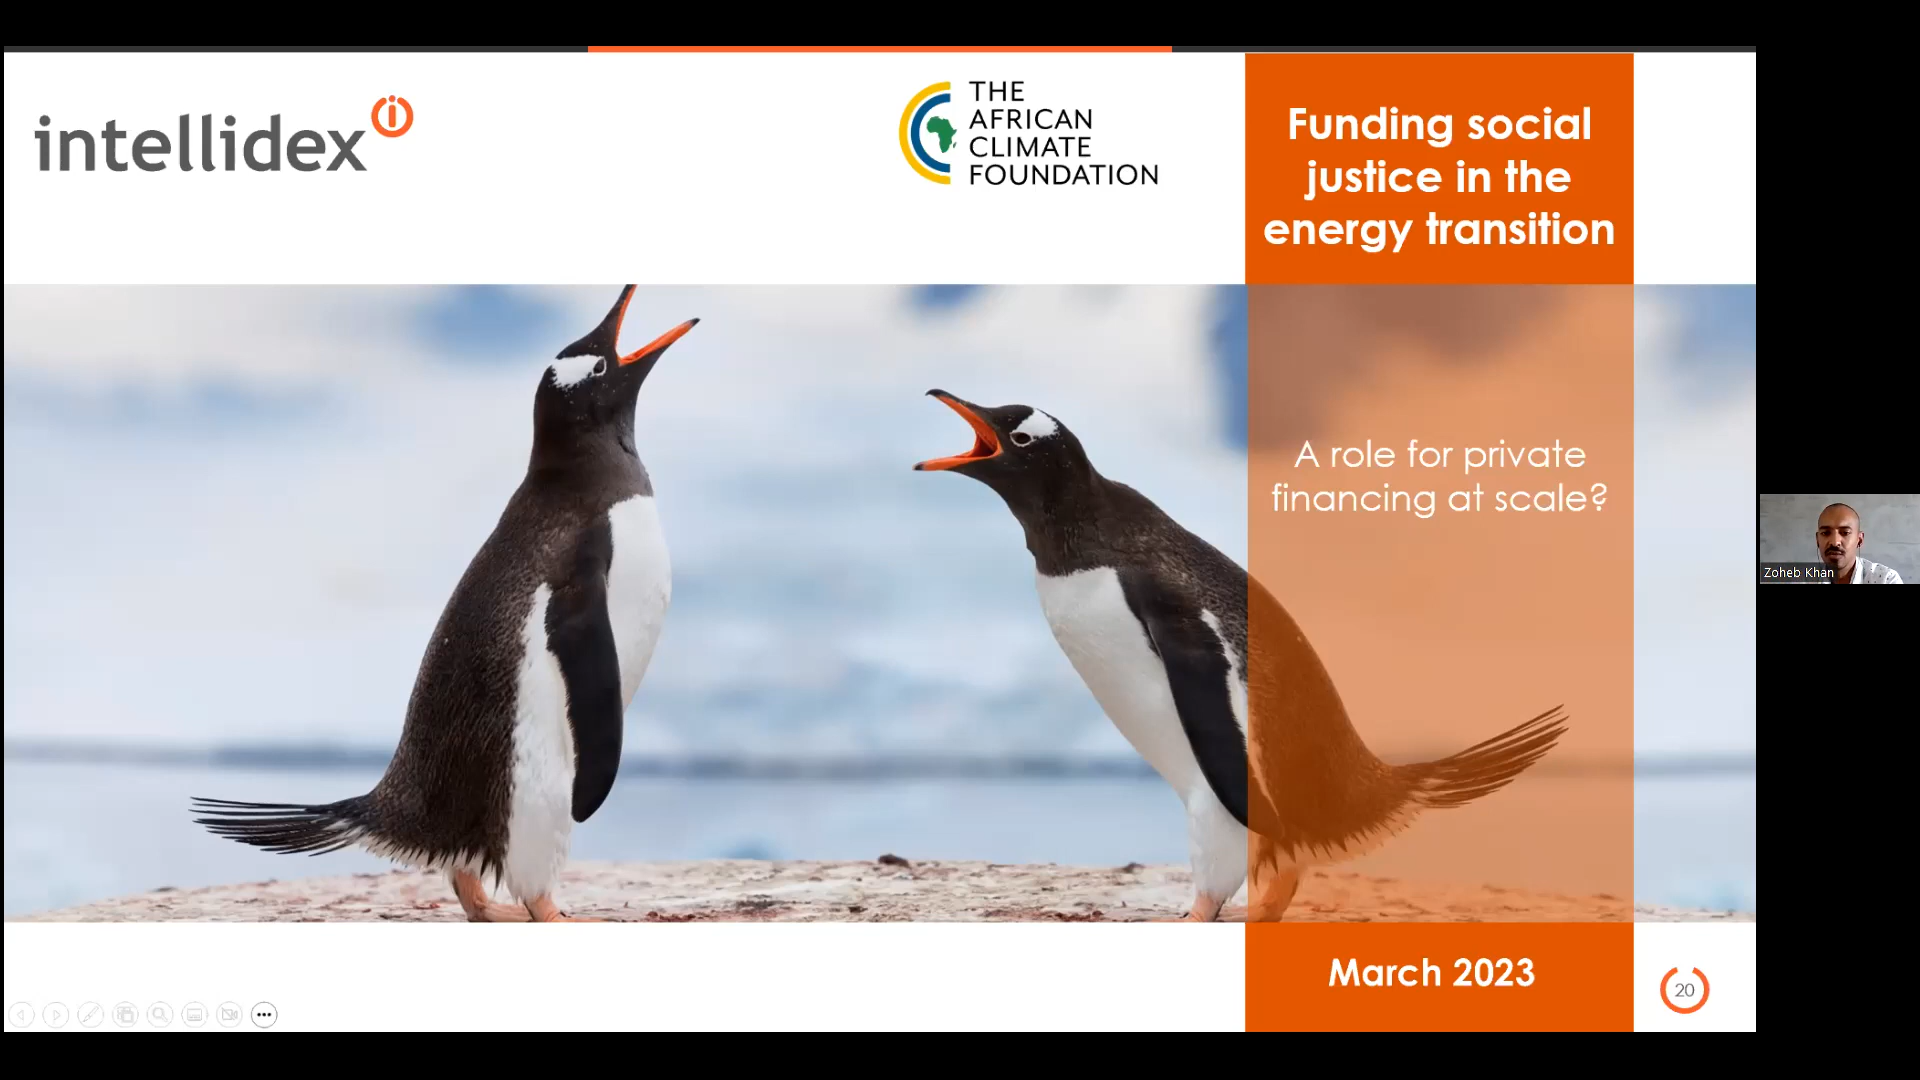 intellidex
THE
AFRICAN
CLIMATE
FOUNDATION
Funding social
justice in the
energy transition
A role for private
financing at scale?
Zoheb Khan
March 2023
20